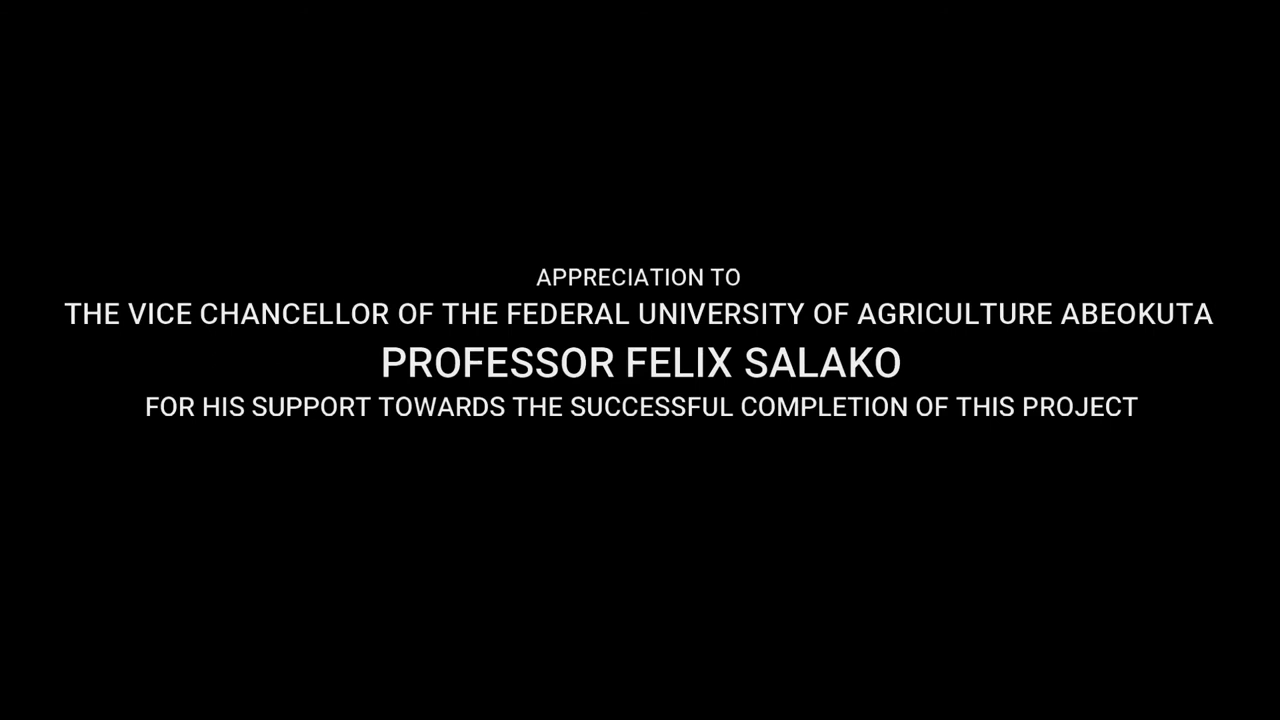 APPRECIATION TO
THE VICE CHANCELLOR OF THE FEDERAL UNIVERSITY OF AGRICULTURE ABEOKUTA
PROFESSOR FELIX SALAKO
FOR HIS SUPPORT TOWARDS THE SUCCESSFUL COMPLETION OF THIS PROJECT